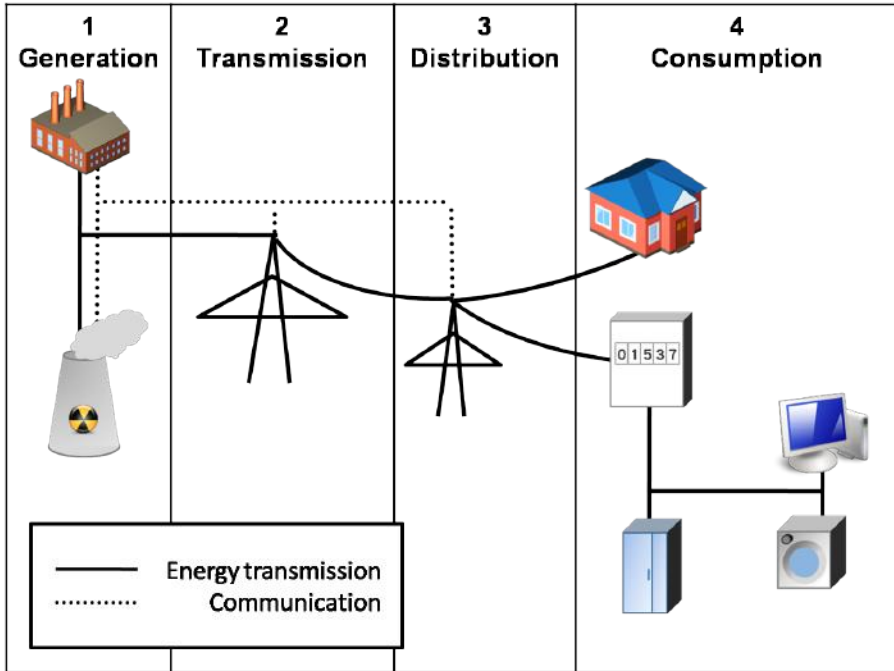 1
Generation
2
Transmission
3
Distribution
4
Consumption
01537
Energy transmission
Communication